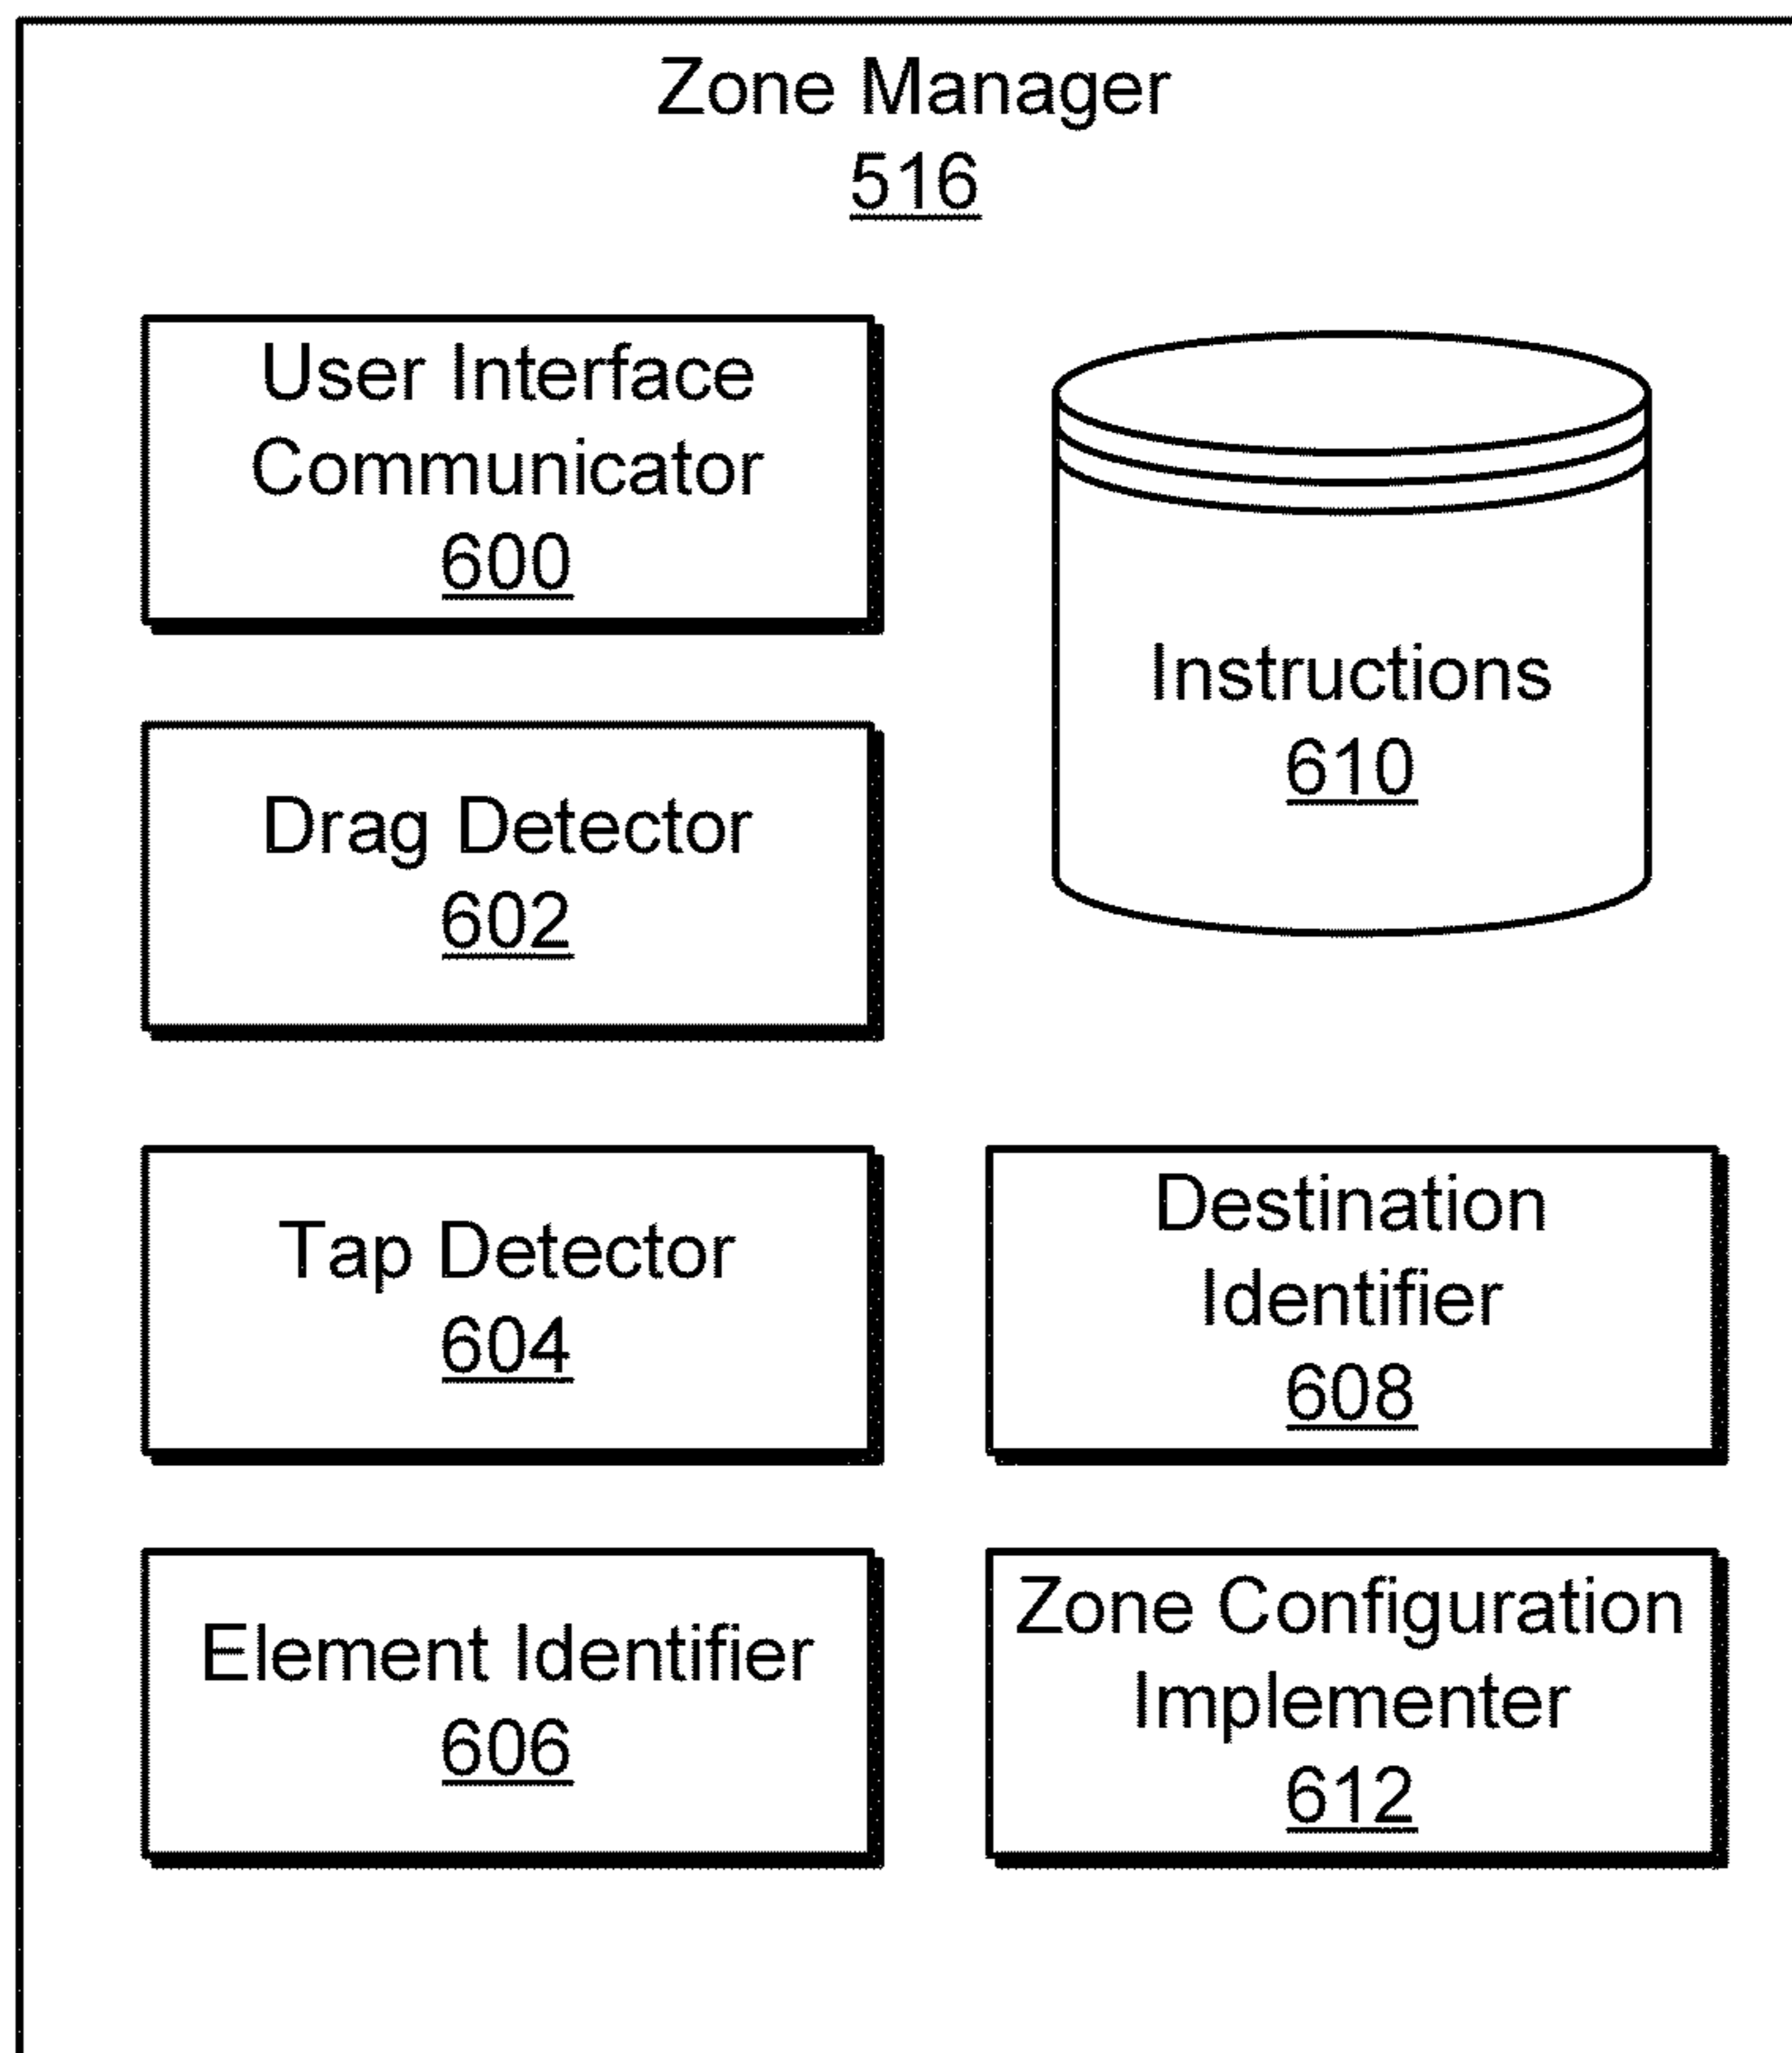 Zone Manager
516
User Interface
Communicator
600
Instructions
610
Drag Detector
602
Tap Detector
604
Destination
Identifier
608
Element Identifier
606
Zone Configuration
Implementer
612